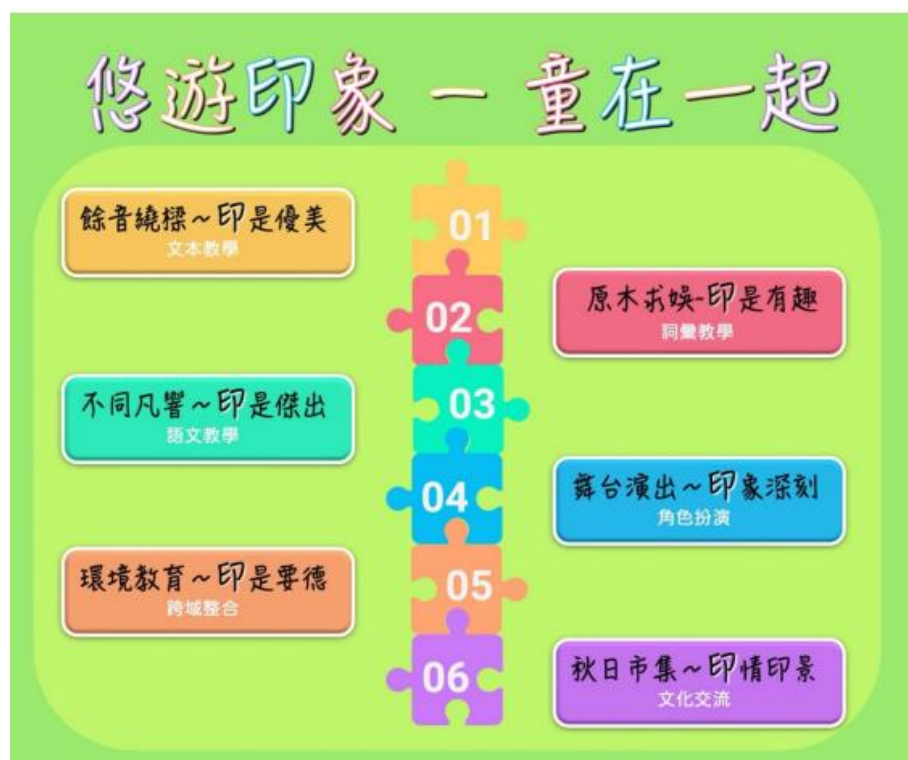 悠遊印象 － 童在一起
01
餘音繞樑～印是優美
文本教學
02
原木求娛~印是有趣
詞彙教學
03
不同凡響～印是傑出
語文教學
04
舞台演出～印象深刻
角色扮演
05
環境教育～印是要德
跨域整合
06
秋日市集～印情印景
文化交流